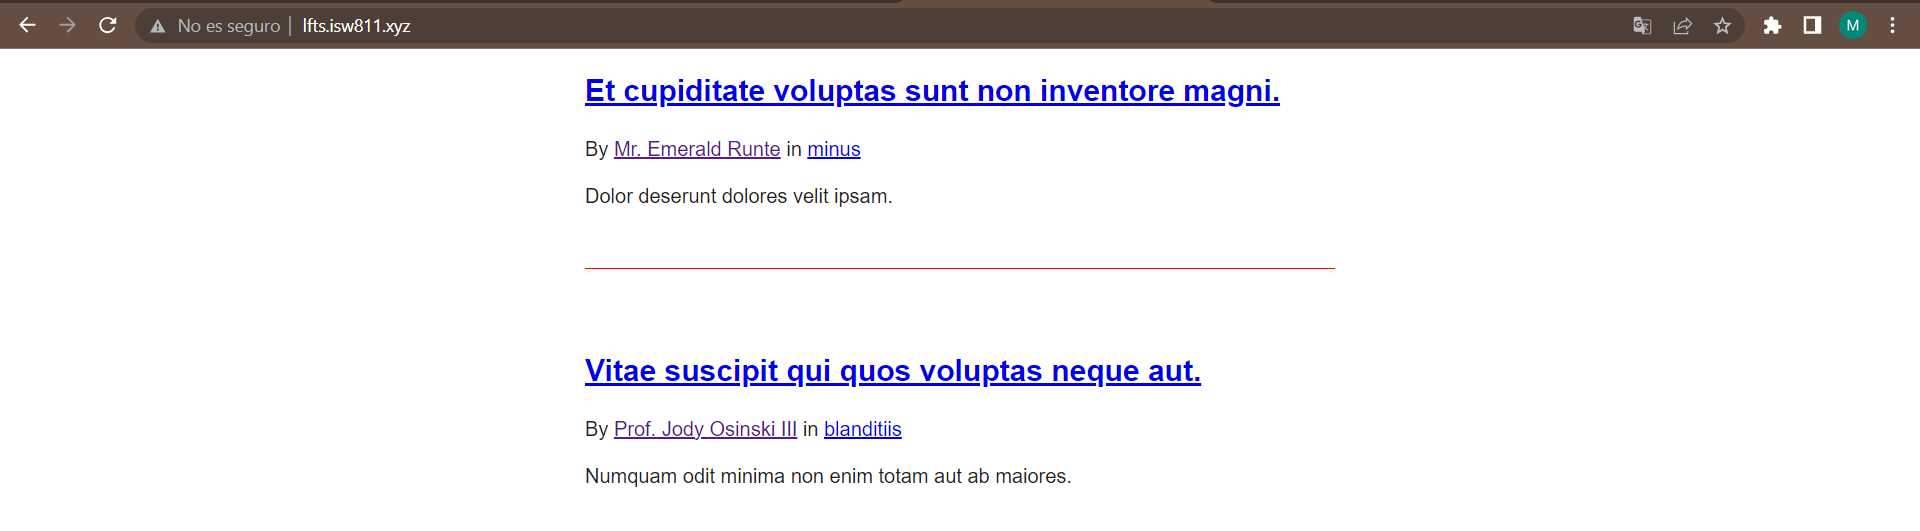 No es seguro | lfts.isw811.xyz M
Et cupiditate voluptas sunt non inventore magni.
By Mr. Emerald Runte in minus
Dolor deserunt dolores velit ipsam.
Vitae suscipit qui quos voluptas neque aut.
By Prof. Jody Osinski III in blanditiis
Numquam odit minima non enim totam aut ab maiores.